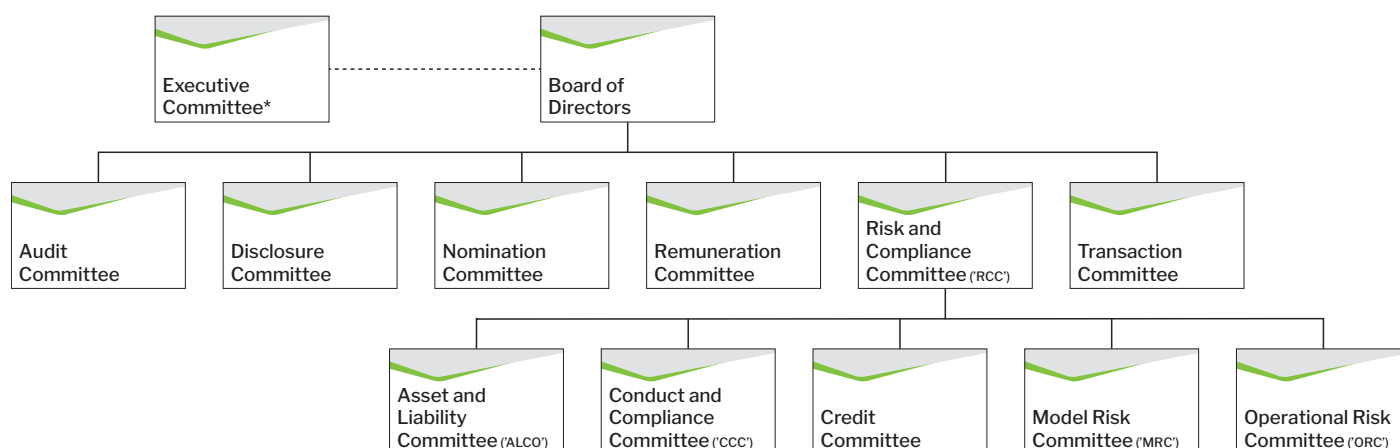 Executive
Committee*
Board of
Directors
Audit
Committee
Disclosure
Committee
Nomination
Committee
Remuneration
Committee
Risk and
Compliance
Committee ('RCC')
Transaction
Committee
Asset and
Liability
Committee ('ALCO')
Conduct and
Compliance
Committee ('CCC')
Credit
Committee
Model Risk
Committee ('MRC')
Operational Risk
Committee ('ORC')